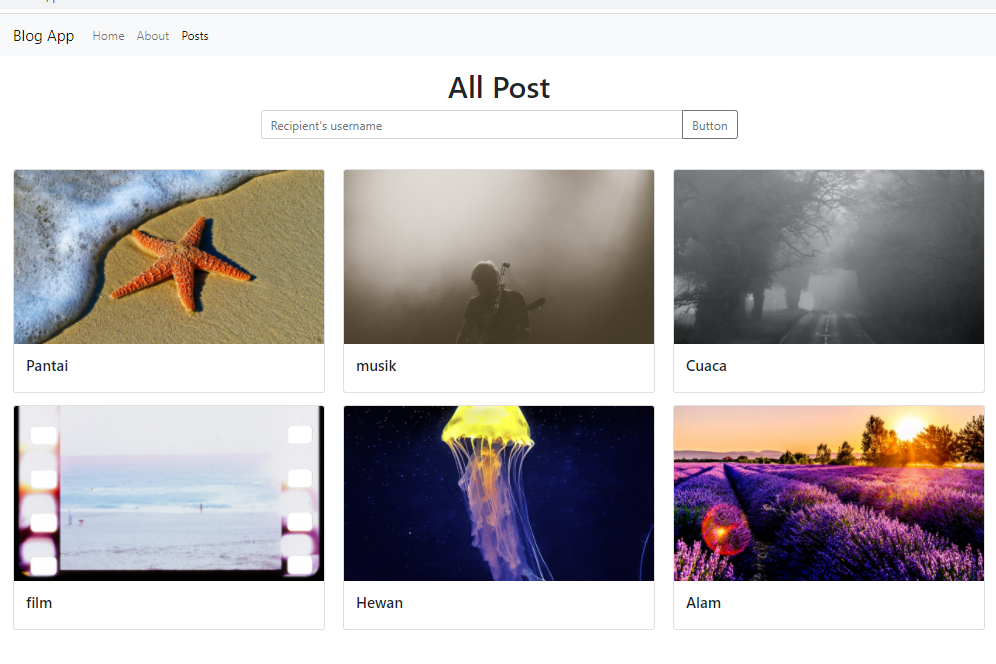 Blog App Home About Posts
All Post
Recipient's username Button
Pantai musik Cuaca
film Hewan Alam